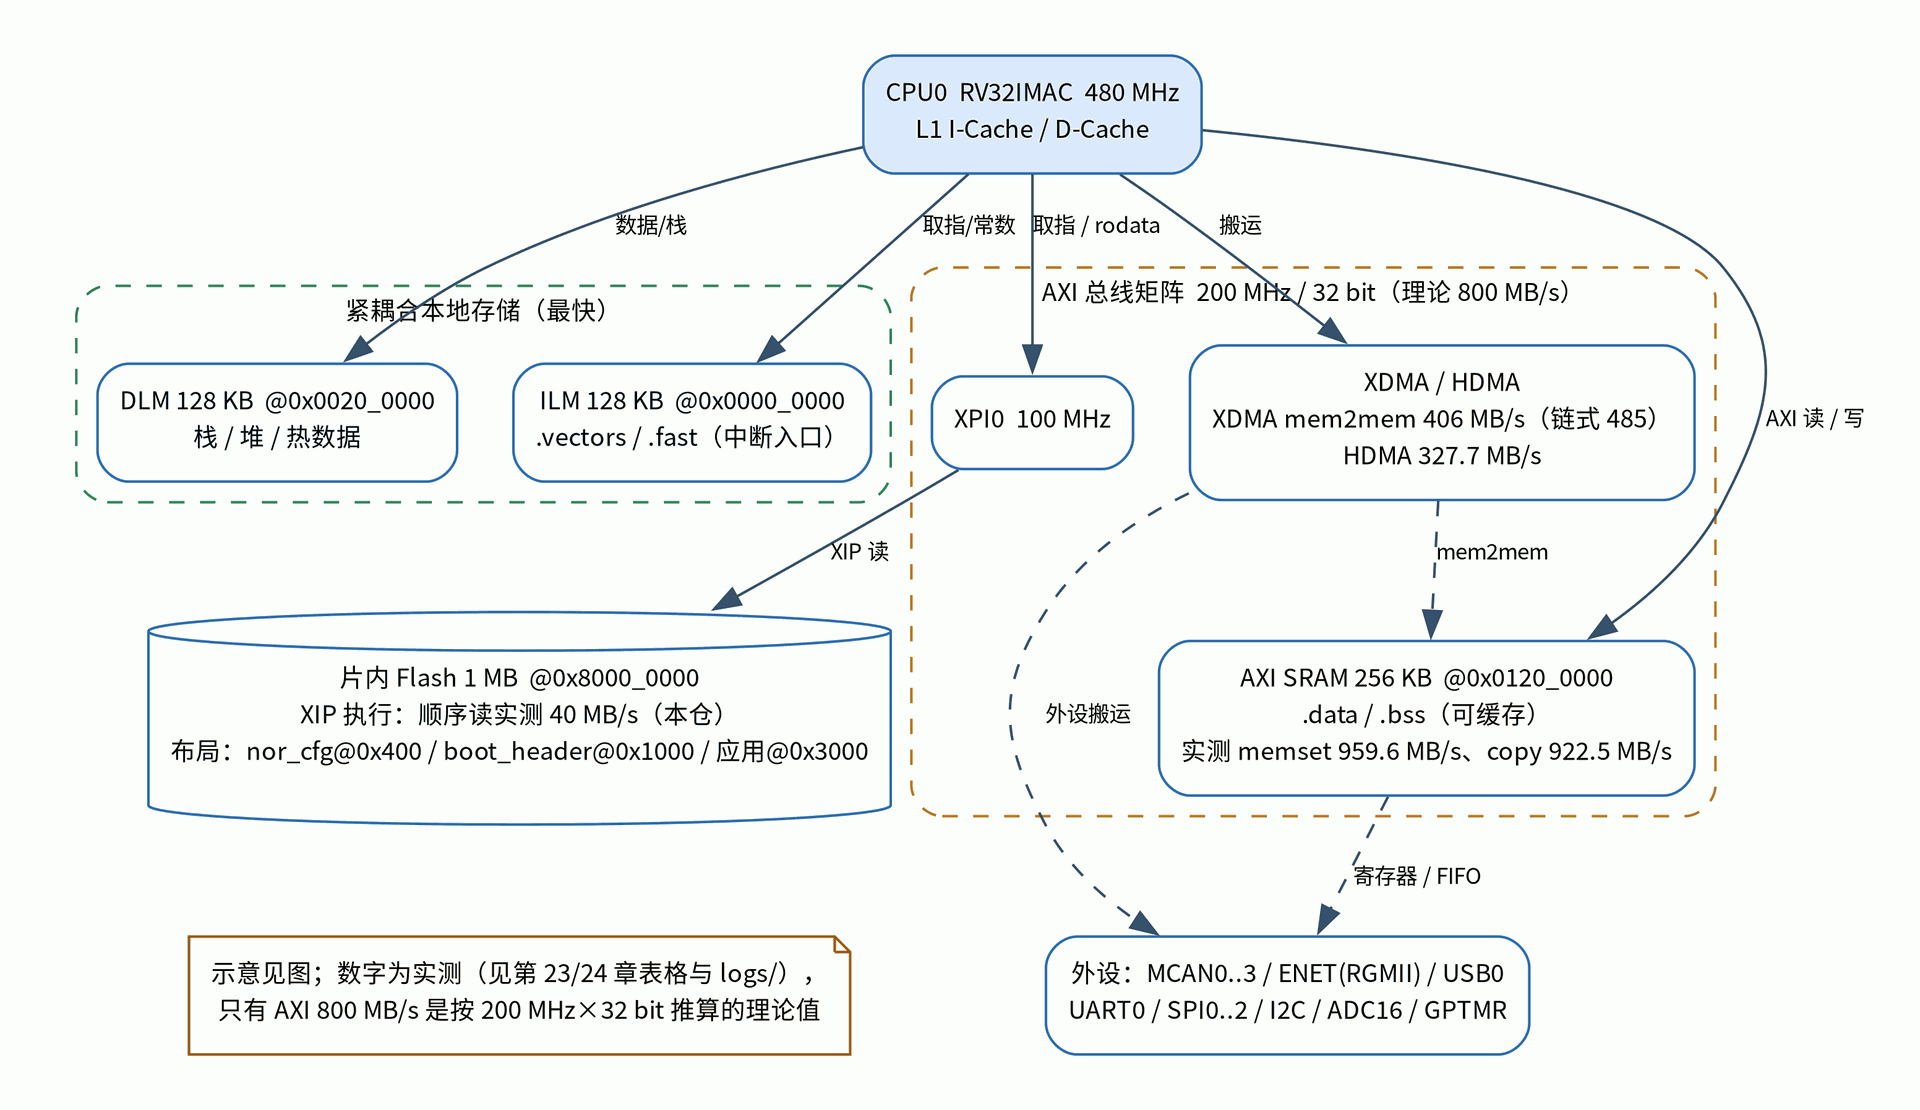 CPU0  RV32IMAC  480 MHz
L1 I-Cache / D-Cache
数据/栈
取指/常数
取指 / rodata
搬运
紧耦合本地存储（最快）
AXI 总线矩阵  200 MHz / 32 bit（理论 800 MB/s）
DLM 128 KB  @0x0020_0000
栈 / 堆 / 热数据
ILM 128 KB  @0x0000_0000
.vectors / .fast（中断入口）
XPI0  100 MHz
XDMA / HDMA
XDMA mem2mem 406 MB/s（链式 485）
HDMA 327.7 MB/s
AXI 读 / 写
XIP 读
mem2mem
片内 Flash 1 MB  @0x8000_0000
XIP 执行：顺序读实测 40 MB/s（本仓）
布局：nor_cfg@0x400 / boot_header@0x1000 / 应用@0x3000
外设搬运
AXI SRAM 256 KB  @0x0120_0000
.data / .bss（可缓存）
实测 memset 959.6 MB/s、copy 922.5 MB/s
寄存器 / FIFO
示意见图；数字为实测（见第 23/24 章表格与 logs/），
只有 AXI 800 MB/s 是按 200 MHz×32 bit 推算的理论值
外设：MCAN0..3 / ENET(RGMII) / USB0
UART0 / SPI0..2 / I2C / ADC16 / GPTMR